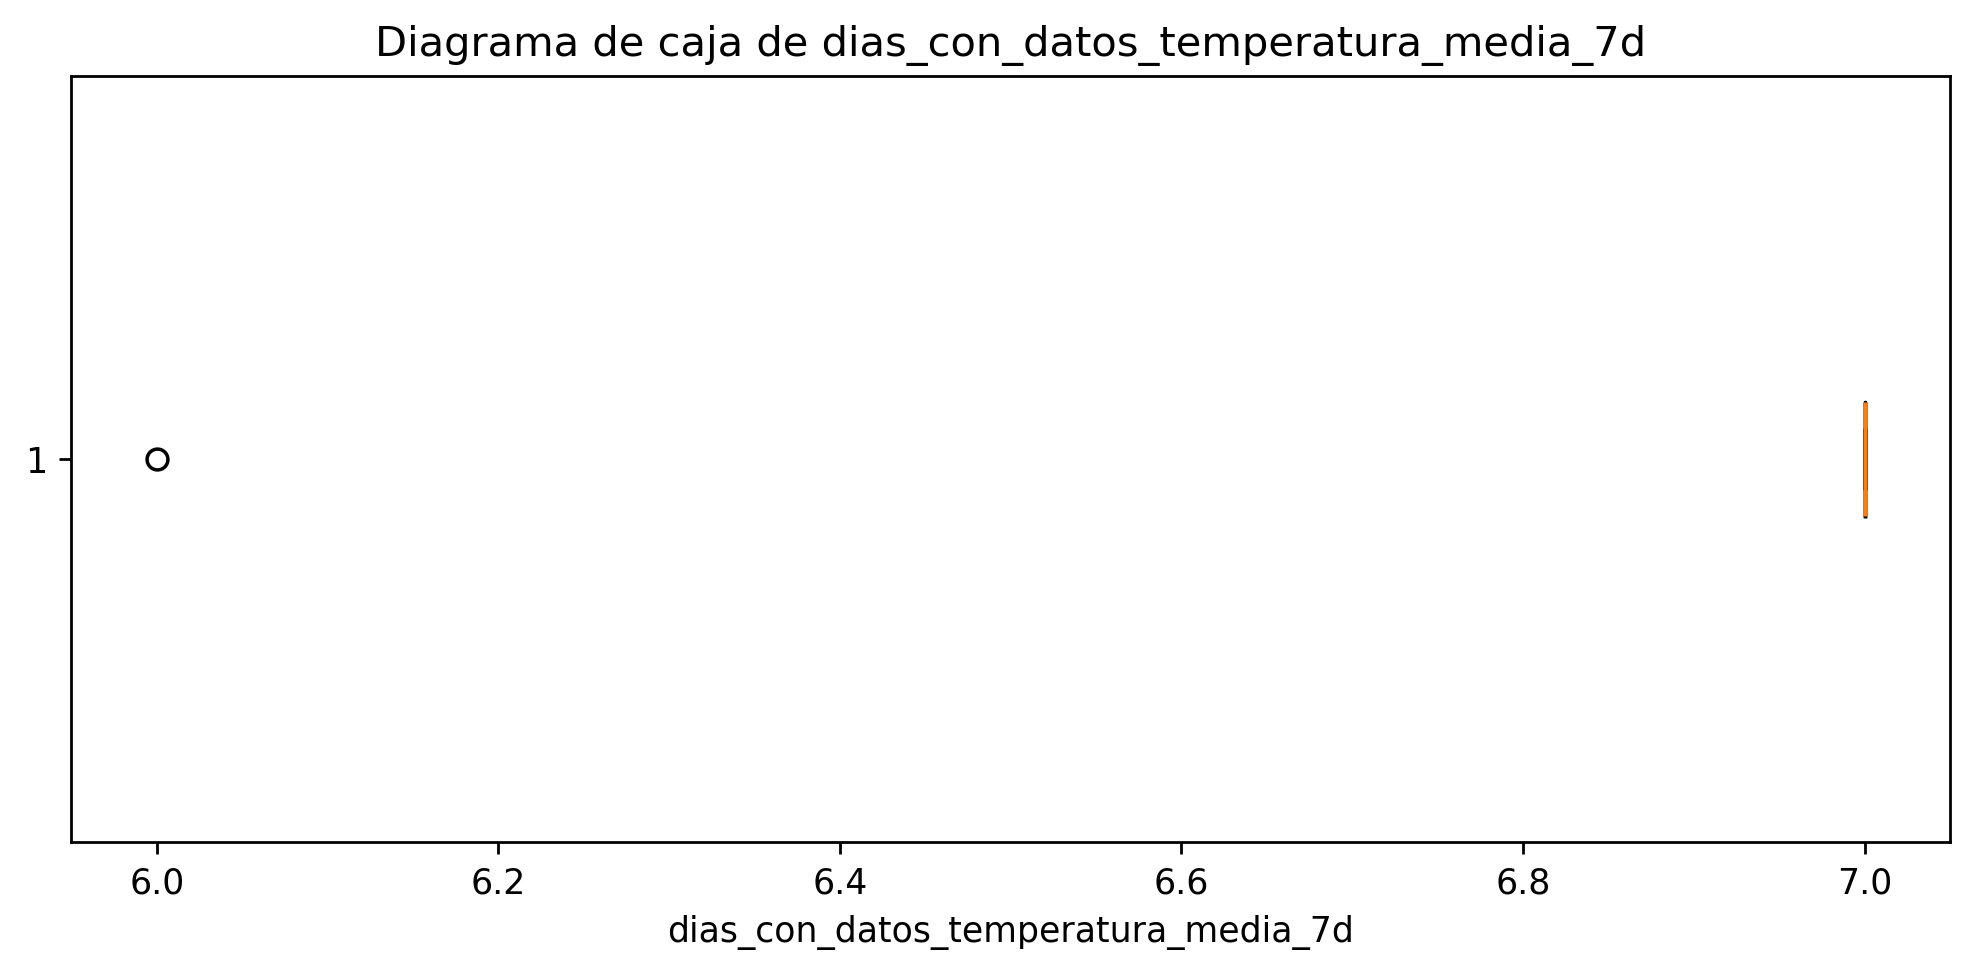 Diagrama de caja de dias_con_datos_temperatura_media_7d
1
6.0 6.2 6.4 6.6 6.8 7.0
dias_con_datos_temperatura_media_7d